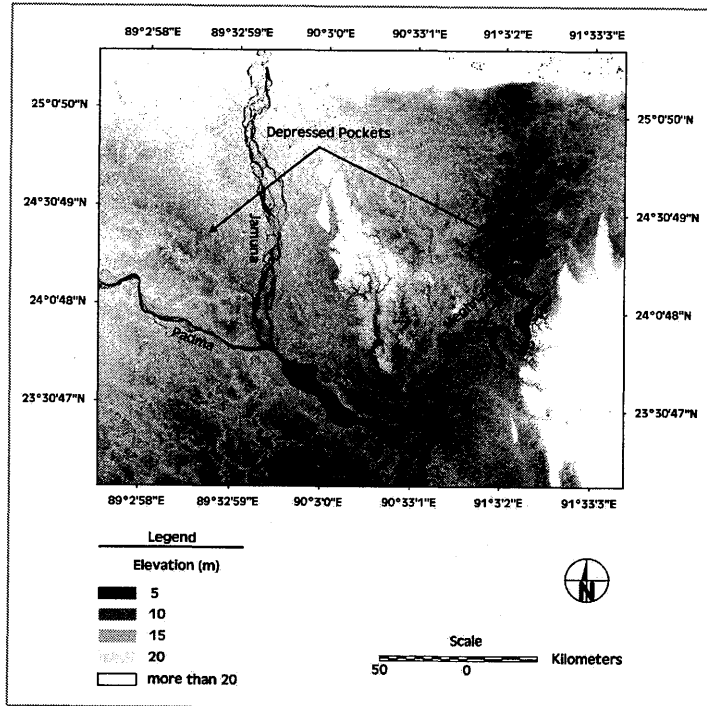 89°2'58"E 89°32'59"E 90°3'0"E 90°33'1"E 91°3'2"E 91°33'3"E
25°0'50"N 25°0'50"N
Depressed Pockets
24°30'49"N 24°30'49"N
Jamuna
24°0'48"N 24°0'48"N
Padma
23°30'47"N 23°30'47"N
89°2'58"E 89°32'59"E 90°3'0"E 90°33'1"E 91°3'2"E 91°33'3"E
Legend
Elevation (m)
5
10
15
20
more than 20
N
Scale
50 0 Kilometers